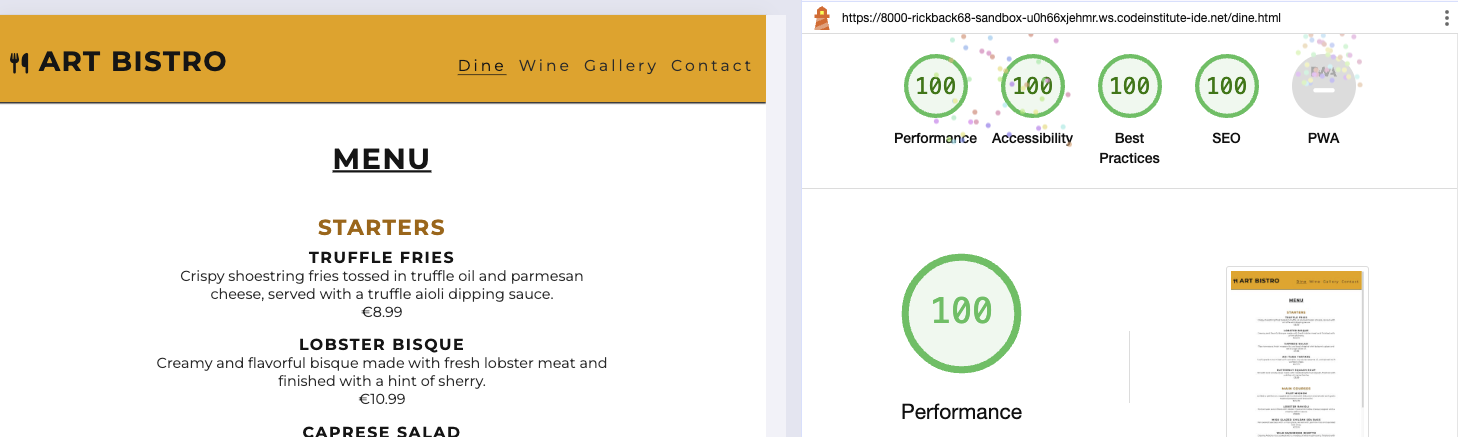 ART BISTRO
Dine Wine Gallery Contact
MENU
STARTERS
TRUFFLE FRIES
Crispy shoestring fries tossed in truffle oil and parmesan
cheese, served with a truffle aioli dipping sauce.
€8.99
LOBSTER BISQUE
Creamy and flavorful bisque made with fresh lobster meat and
finished with a hint of sherry.
€10.99
CAPRESE SALAD
https://8000-rickback68-sandbox-u0h66xjehmr.ws.codeinstitute-ide.net/dine.html
100 100 100 100 PWA
Performance Accessibility Best Practices SEO PWA
100
Performance
ART BISTRO
Dine Wine Gallery Contact
MENU
STARTERS